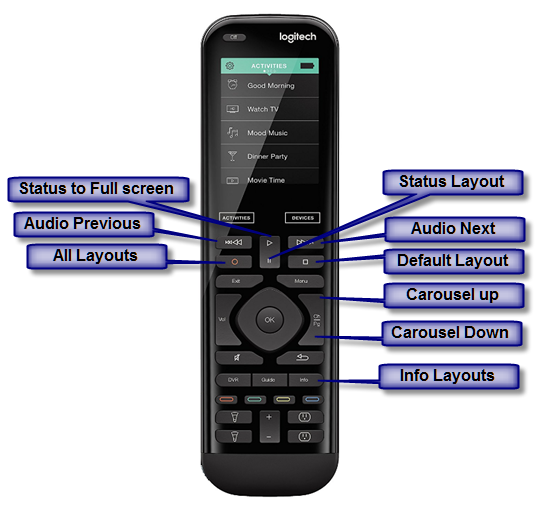 Off
logitech
ACTIVITIES
Good Morning
Watch TV
Mood Music
Dinner Party
Movie Time
Status to Full screen
Status Layout
ACTIVITIES
DEVICES
Audio Previous
Audio Next
All Layouts
Default Layout
Exit
Menu
Carousel up
OK
Vol
Carousel Down
Info Layouts
DVR
Guide
Info
+
-